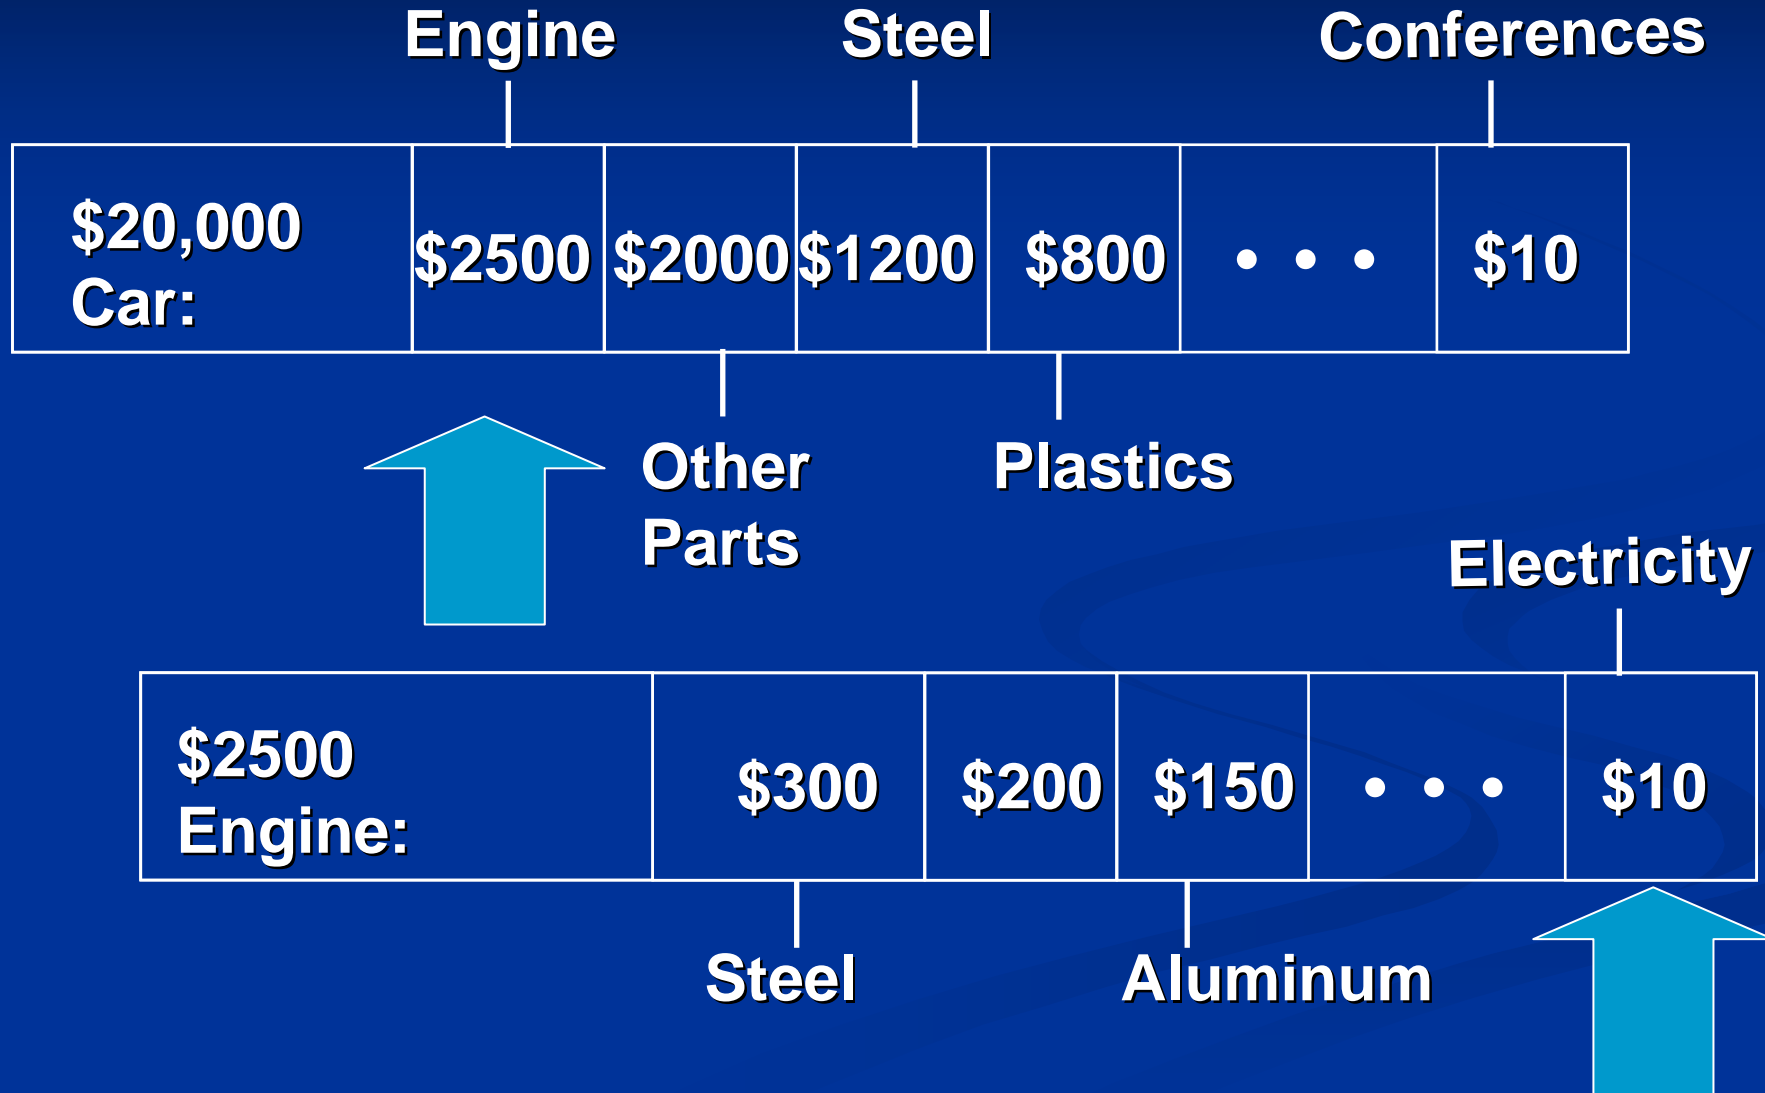 Engine Steel Conferences
$20,000
Car:
$2500 $2000 $1200 $800 • • • $10
Other
Parts
Plastics
Electricity
$2500
Engine:
$300 $200 $150 • • • $10
Steel Aluminum